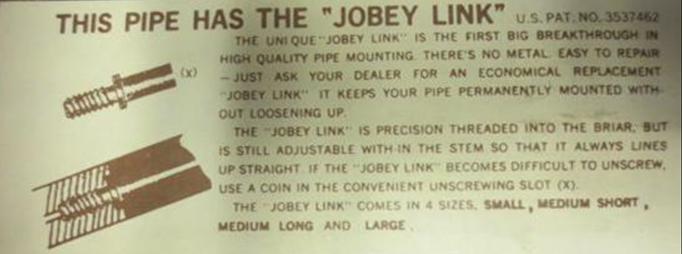 THIS PIPE HAS THE "JOBEY LINK" U.S. PAT. NO. 3537462
THE UNIQUE "JOBEY LINK" IS THE FIRST BIG BREAKTHROUGH IN
HIGH QUALITY PIPE MOUNTING. THERE'S NO METAL. EASY TO REPAIR
(X)
– JUST ASK YOUR DEALER FOR AN ECONOMICAL REPLACEMENT
"JOBEY LINK" IT KEEPS YOUR PIPE PERMANENTLY MOUNTED WITH-
OUT LOOSENING UP.
THE "JOBEY LINK" IS PRECISION THREADED INTO THE BRIAR, BUT
IS STILL ADJUSTABLE WITH-IN THE STEM SO THAT IT ALWAYS LINES
UP STRAIGHT. IF THE "JOBEY LINK" BECOMES DIFFICULT TO UNSCREW,
USE A COIN IN THE CONVENIENT UNSCREWING SLOT (X).
THE "JOBEY LINK" COMES IN 4 SIZES, SMALL, MEDIUM SHORT,
MEDIUM LONG AND LARGE.